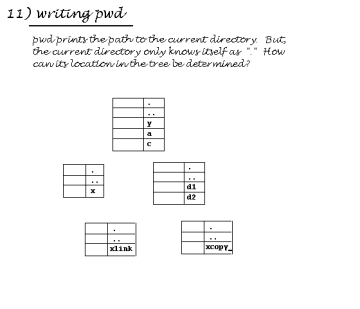 11) writing pwd
pwd prints the path to the current directory. But,
the current directory only knows itself as ".". How
can its location in the tree be determined?
.
..
y
a
c
.
..
x
.
..
d1
d2
.
..
xlink
.
..
xcopy_